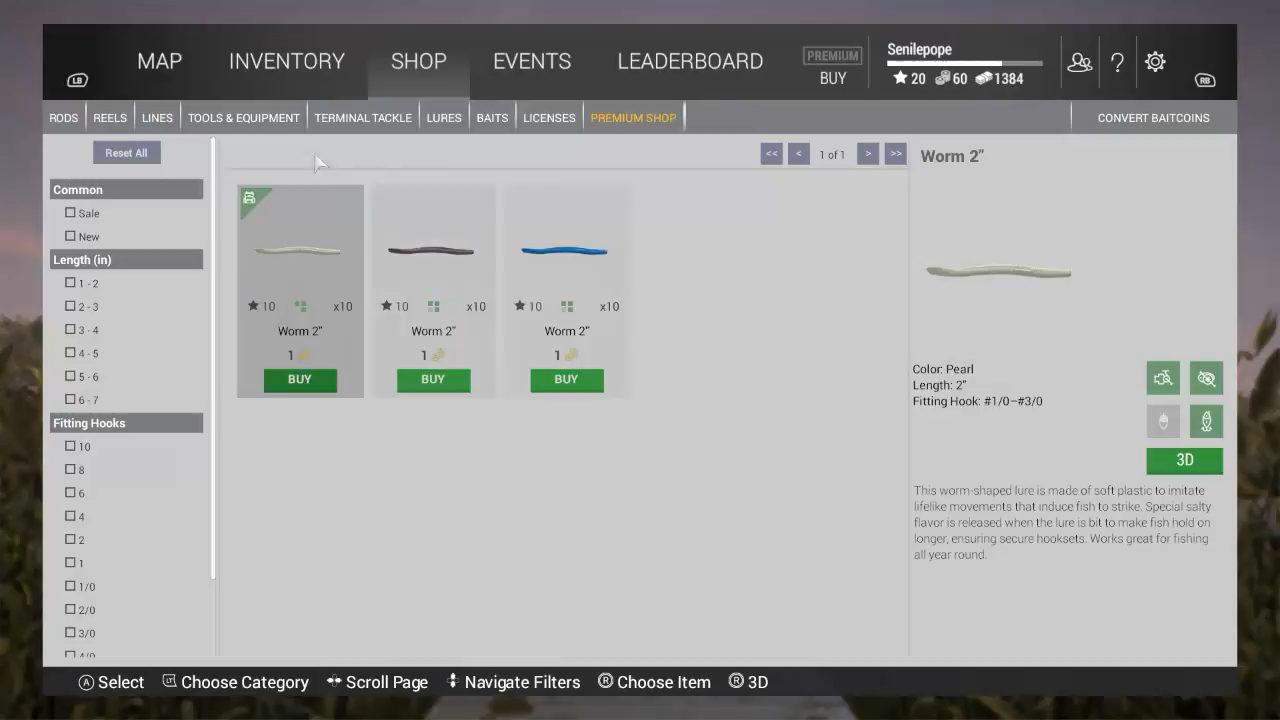 MAP INVENTORY SHOP EVENTS LEADERBOARD PREMIUM BUY
Senilepope
20 60 1384
LB
RB
RODS REELS LINES TOOLS & EQUIPMENT TERMINAL TACKLE LURES BAITS LICENSES PREMIUM SHOP CONVERT BAITCOINS
Reset All
Common
Sale
New
Length (in)
1 - 2
2 - 3
3 - 4
4 - 5
5 - 6
6 - 7
Fitting Hooks
10
8
6
4
2
1
1/0
2/0
3/0
4/0
<< < 1 of 1 > >>
10 x10 10 x10 10 x10
Worm 2" Worm 2" Worm 2"
1 1 1
BUY BUY BUY
Worm 2"
Color: Pearl
Length: 2"
Fitting Hook: #1/0–#3/0
3D
This worm-shaped lure is made of soft plastic to imitate
lifelike movements that induce fish to strike. Special salty
flavor is released when the lure is bit to make fish hold on
longer, ensuring secure hooksets. Works great for fishing
all year round.
A Select LT Choose Category Scroll Page Navigate Filters R Choose Item R 3D